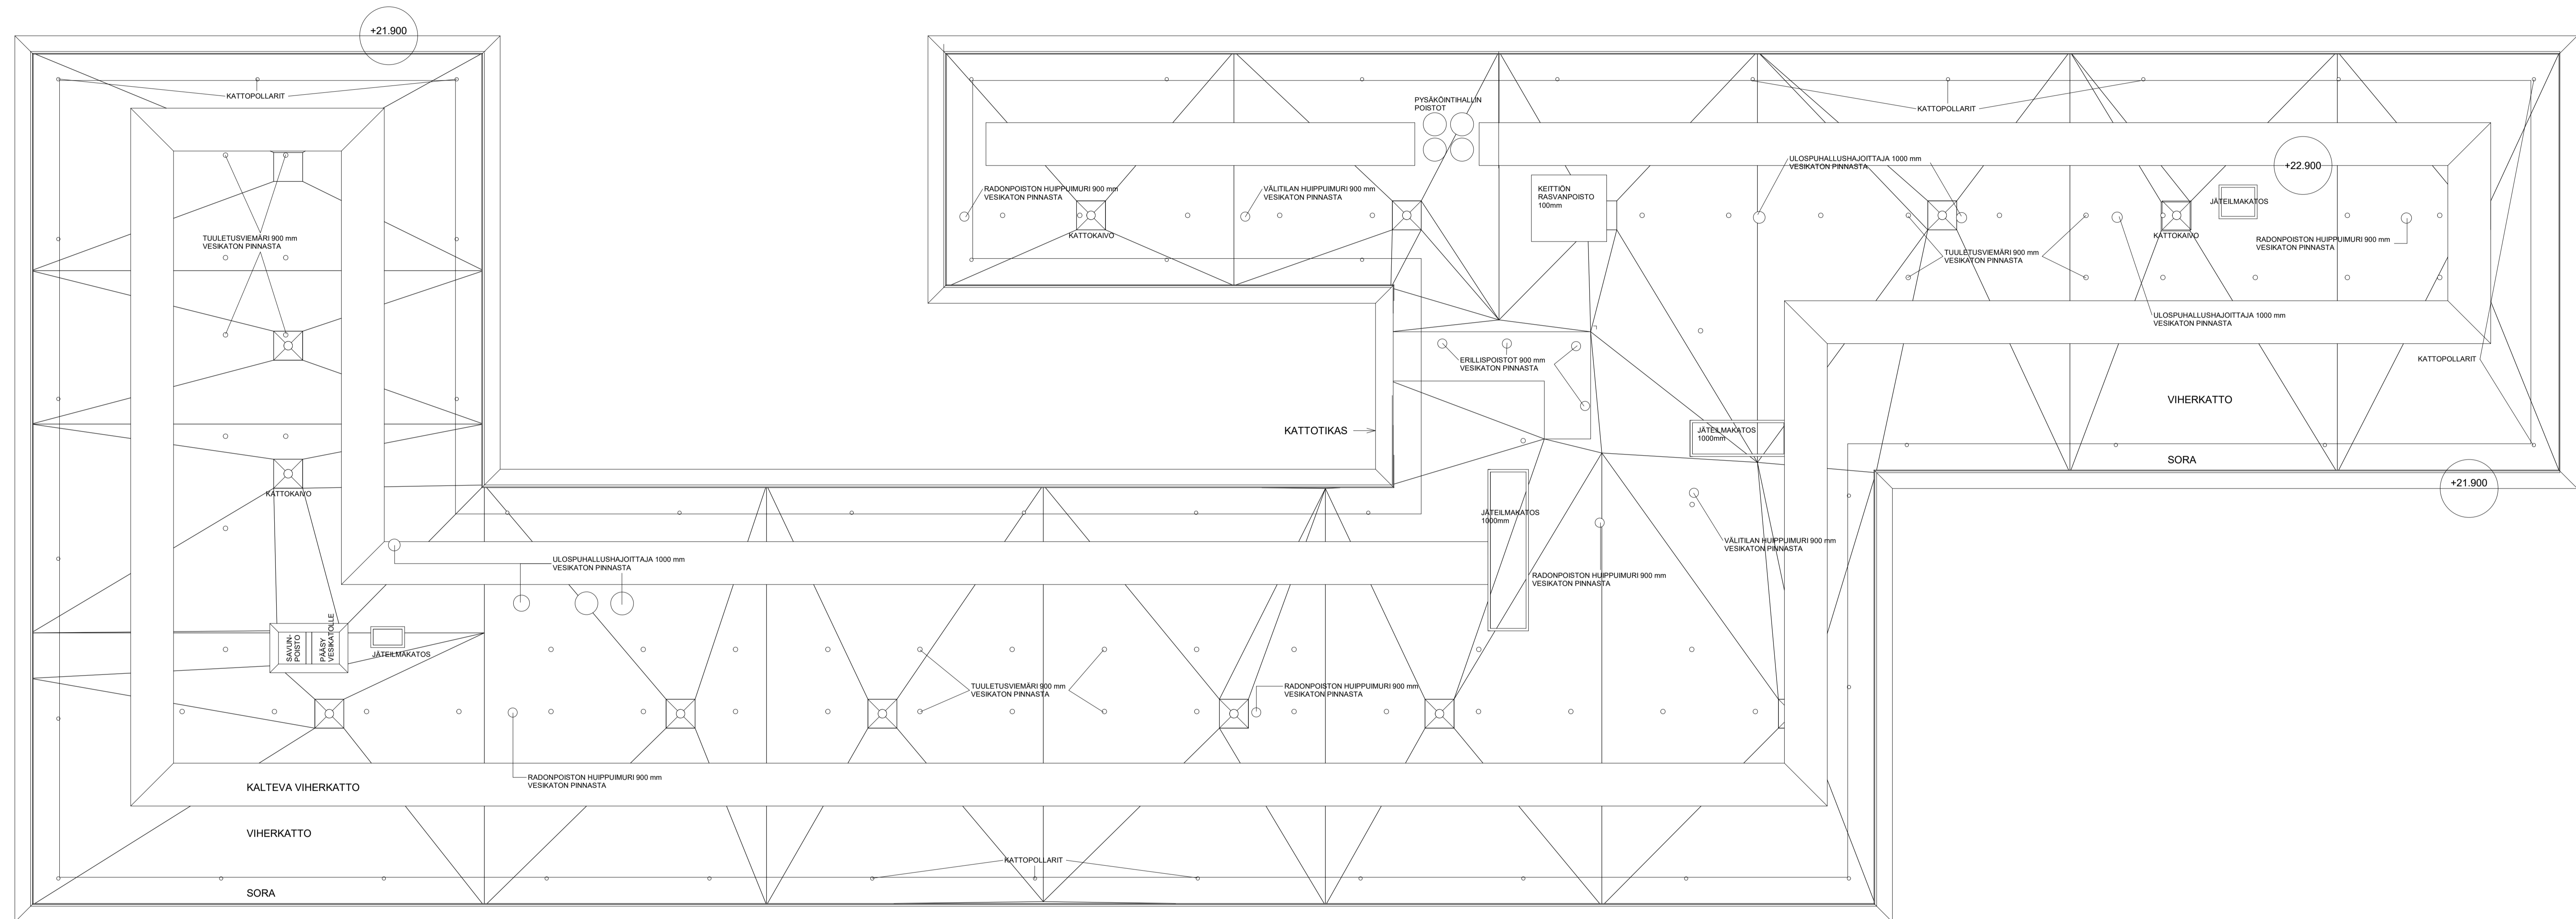 +21.900
KATTOPOLLARIT
PYSÄKÖINTIHALLIN
POISTOT
KATTOPOLLARIT
ULOSPUHALLUSHAJOITTAJA 1000 mm
VESIKATON PINNASTA
+22.900
RADONPOISTON HUIPPUIMURI 900 mm
VESIKATON PINNASTA
VÄLITILAN HUIPPUIMURI 900 mm
VESIKATON PINNASTA
KEITTIÖN
RASVANPOISTO
100mm
JÄTEILMAKATOS
KATTOKAIVO
KATTOKAIVO
TUULETUSVIEMÄRI 900 mm
VESIKATON PINNASTA
RADONPOISTON HUIPPUIMURI 900 mm
VESIKATON PINNASTA
TUULETUSVIEMÄRI 900 mm
VESIKATON PINNASTA
ULOSPUHALLUSHAJOITTAJA 1000 mm
VESIKATON PINNASTA
ERILLISPOISTOT 900 mm
VESIKATON PINNASTA
KATTOPOLLARIT
VIHERKATTO
KATTOTIKAS
JÄTEILMAKATOS
1000mm
SORA
+21.900
KATTOKAIVO
JÄTEILMAKATOS
1000mm
VÄLITILAN HUIPPUIMURI 900 mm
VESIKATON PINNASTA
ULOSPUHALLUSHAJOITTAJA 1000 mm
VESIKATON PINNASTA
RADONPOISTON HUIPPUIMURI 900 mm
VESIKATON PINNASTA
SAVUN-
POISTO
PÄÄSY
VESIKATOLLE
JÄTEILMAKATOS
TUULETUSVIEMÄRI 900 mm
VESIKATON PINNASTA
RADONPOISTON HUIPPUIMURI 900 mm
VESIKATON PINNASTA
RADONPOISTON HUIPPUIMURI 900 mm
VESIKATON PINNASTA
KALTEVA VIHERKATTO
VIHERKATTO
KATTOPOLLARIT
SORA